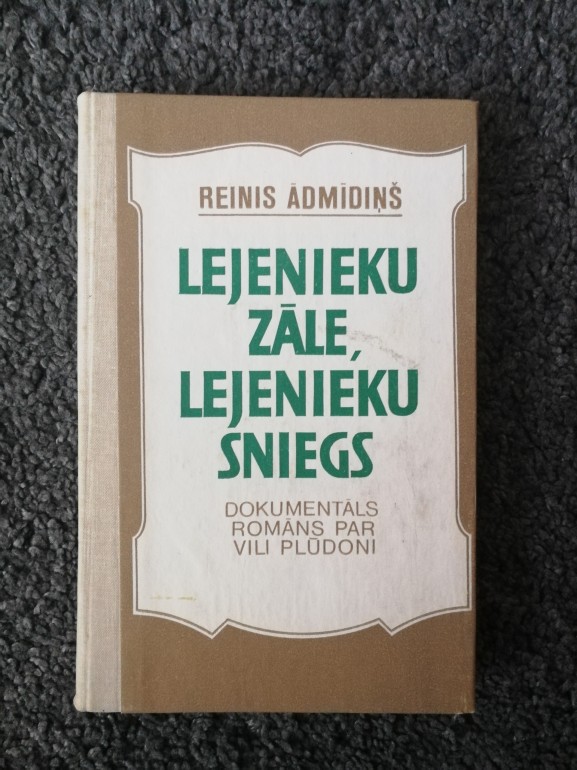 REINIS ĀDMĪDIŅŠ
LEJENIEKU
ZĀLE,
LEJENIEKU
SNIEGS
DOKUMENTĀLS
ROMĀNS PAR
VILI PLŪDONI